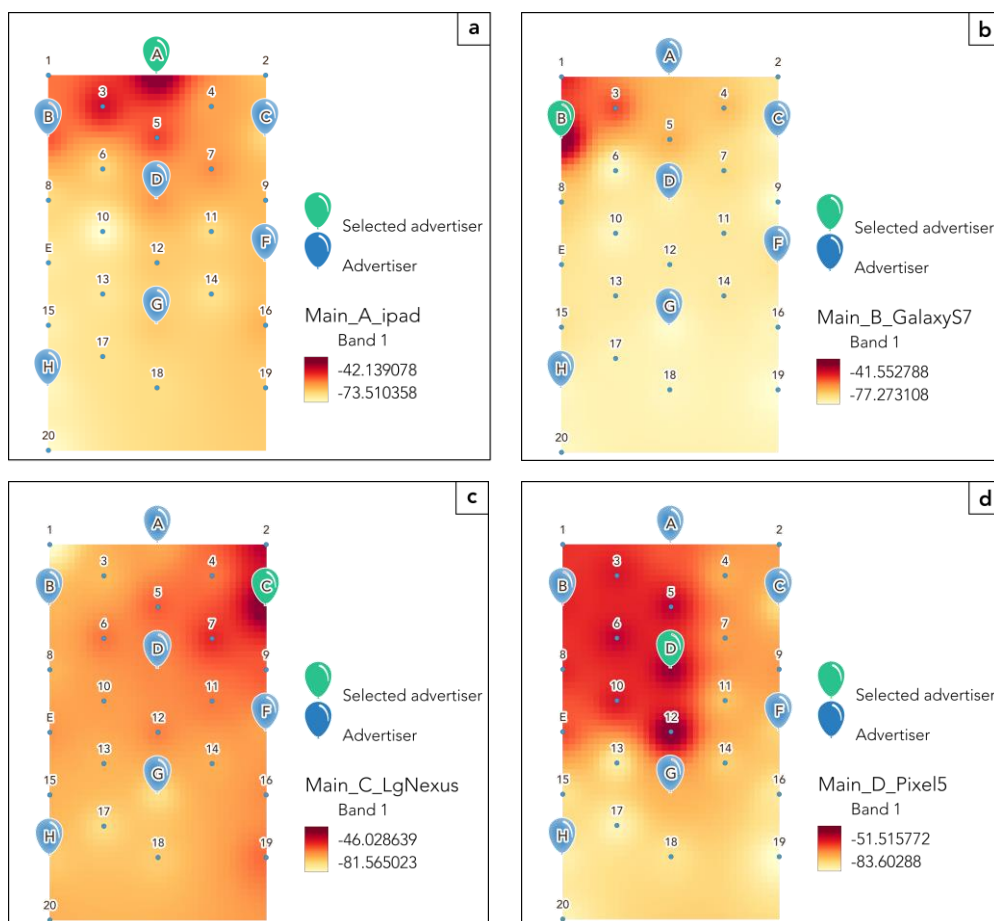 a
A
1
2
3
4
B
C
5
6
7
D
8
9
10
11
F
E
12
13
14
G
15
16
17
H
18
19
20
Selected advertiser
Advertiser
Main_A_ipad
Band 1
-42.139078
-73.510358
b
A
1
2
3
4
B
C
5
6
7
D
8
9
10
11
F
E
12
13
14
G
15
16
17
H
18
19
20
Selected advertiser
Advertiser
Main_B_GalaxyS7
Band 1
-41.552788
-77.273108
c
A
1
2
3
4
B
C
5
6
7
D
8
9
10
11
F
E
12
13
14
G
15
16
17
H
18
19
20
Selected advertiser
Advertiser
Main_C_LgNexus
Band 1
-46.028639
-81.565023
d
A
1
2
3
4
B
C
5
6
7
D
8
9
10
11
F
E
12
13
14
G
15
16
17
H
18
19
20
Selected advertiser
Advertiser
Main_D_Pixel5
Band 1
-51.515772
-83.60288